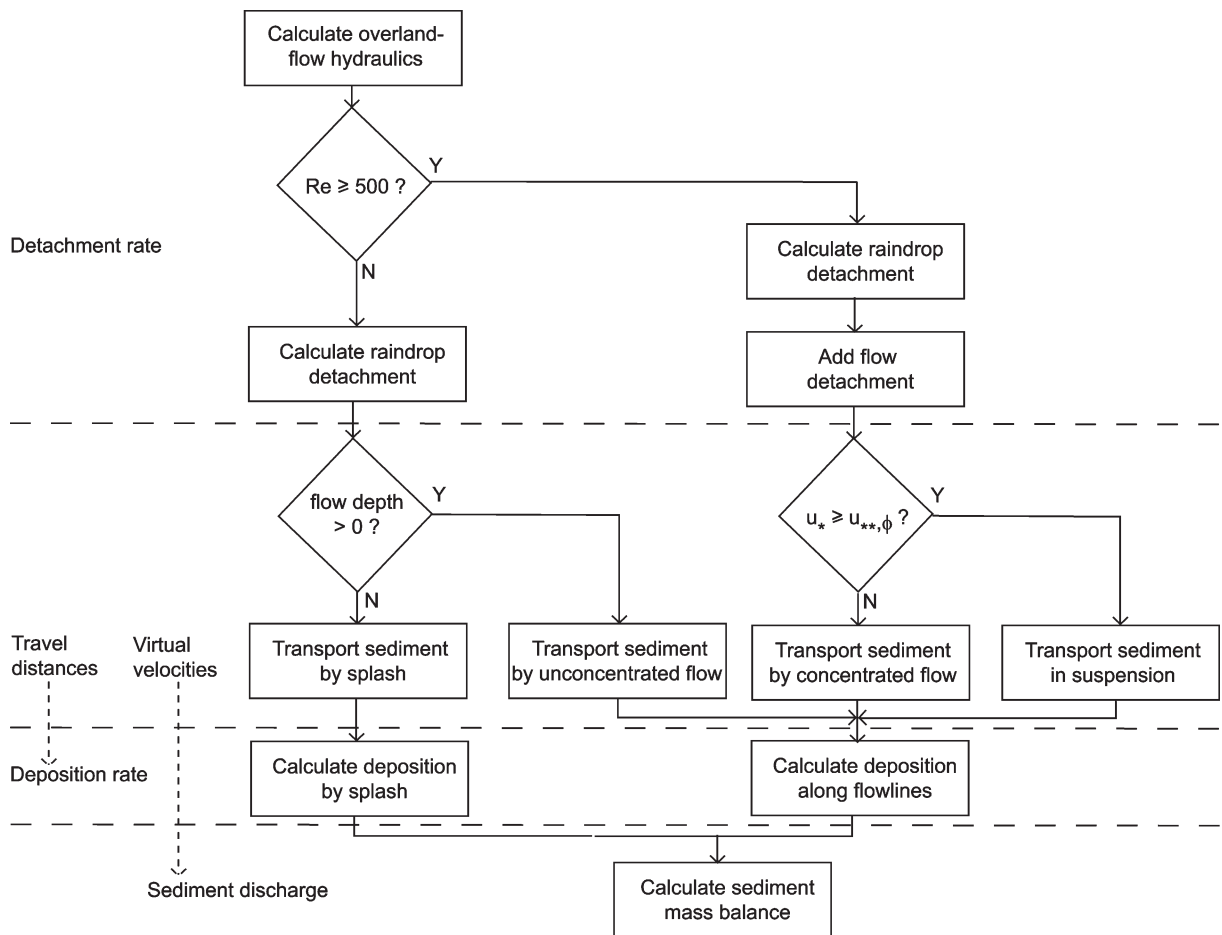 Calculate overland-
flow hydraulics
Re ≥ 500 ?
Y
N
Detachment rate
Calculate raindrop
detachment
Calculate raindrop
detachment
Add flow
detachment
flow depth
> 0 ?
Y
N
u* ≥ u**,ϕ ?
Y
N
Travel
distances
Virtual
velocities
Transport sediment
by splash
Transport sediment
by unconcentrated flow
Transport sediment
by concentrated flow
Transport sediment
in suspension
Deposition rate
Calculate deposition
by splash
Calculate deposition
along flowlines
Sediment discharge
Calculate sediment
mass balance